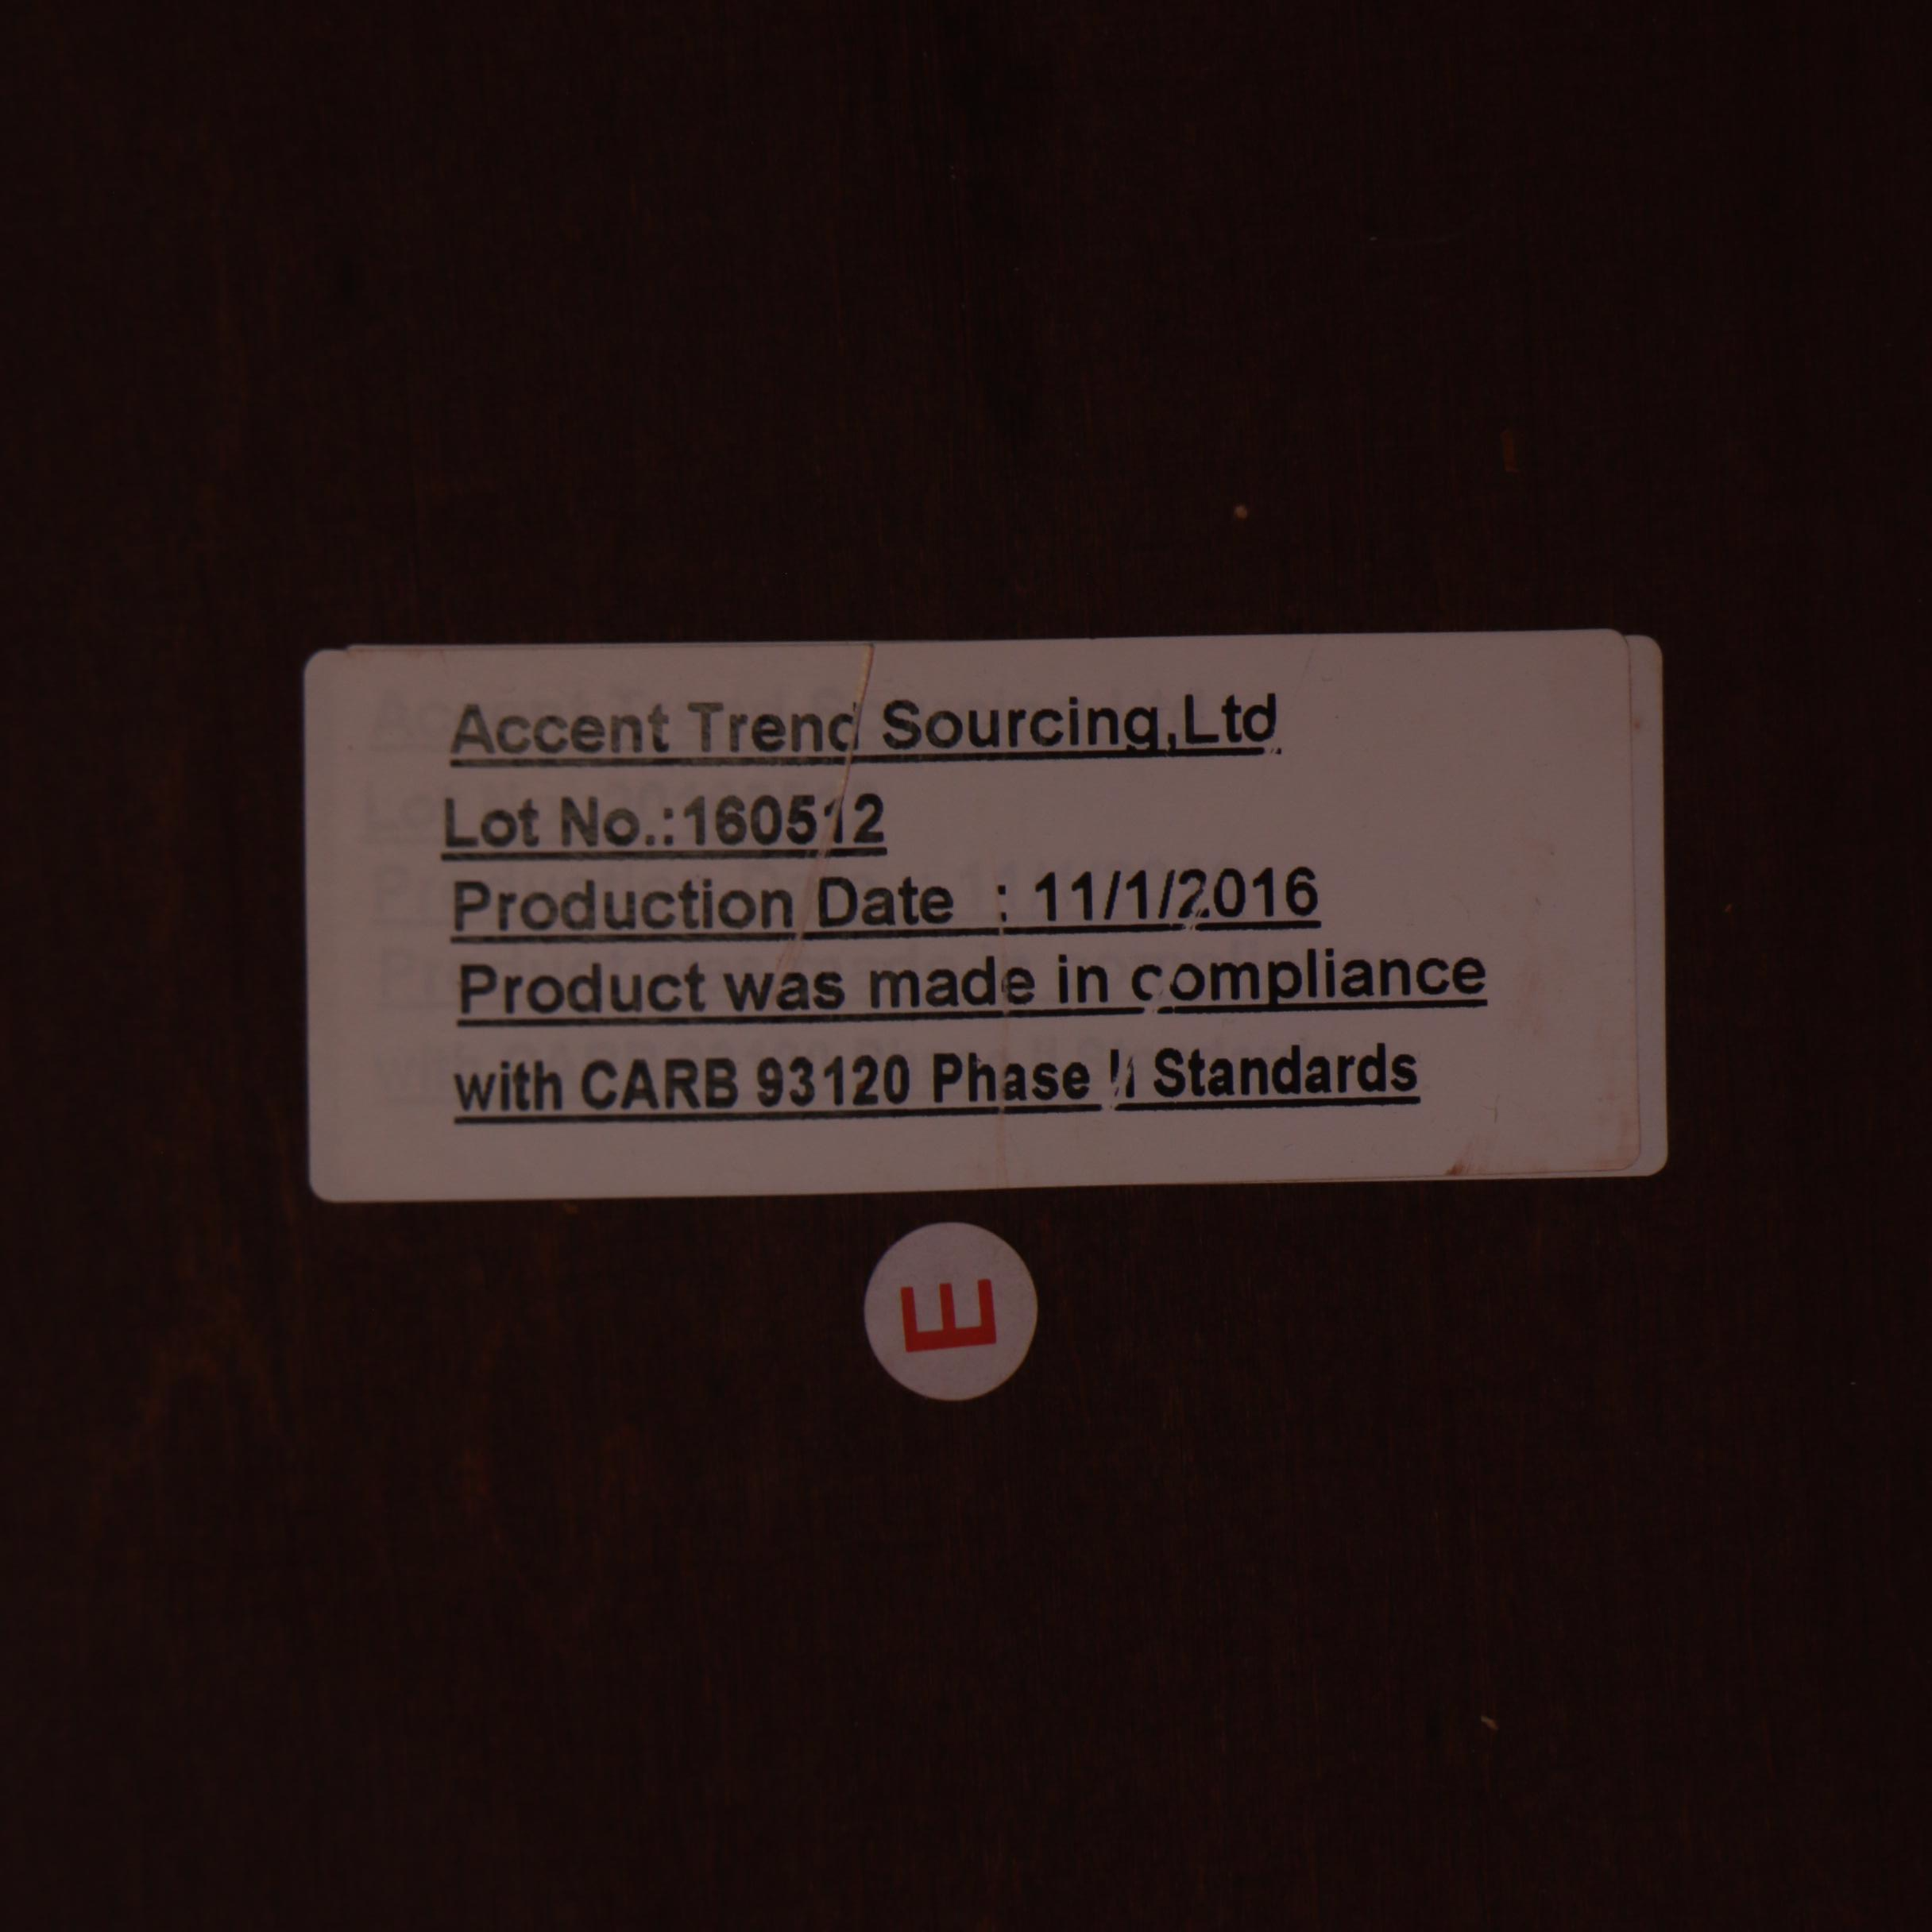 Accent Trend Sourcing,Ltd
Lot No.:160512
Production Date : 11/1/2016
Product was made in compliance
with CARB 93120 Phase II Standards
E